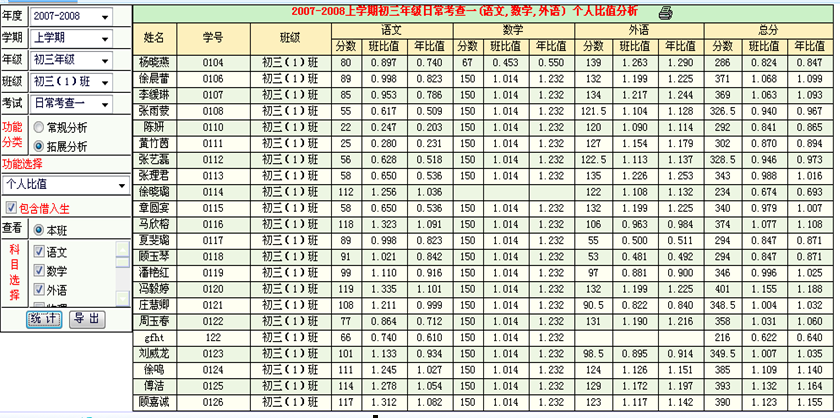 2007-2008上学期初三年级日常考查一(语文,数学,外语) 个人比值分析
年度 2007-2008
学期 上学期
年级 初三年级
班级 初三(1)班
考试 日常考查一
功能分类 常规分析
拓展分析
功能选择
个人比值
包含借入生
查看 本班
科目选择 语文
数学
外语
统 计 导 出
姓名 学号 班级 语文 数学 外语 总分
分数 班比值 年比值 分数 班比值 年比值 分数 班比值 年比值 分数 班比值 年比值
杨晓燕 0104 初三(1)班 80 0.897 0.740 67 0.453 0.550 139 1.263 1.290 286 0.824 0.847
徐晨蕾 0106 初三(1)班 89 0.998 0.823 150 1.014 1.232 132 1.199 1.225 371 1.068 1.099
李缓琳 0107 初三(1)班 85 0.953 0.786 150 1.014 1.232 134 1.217 1.244 369 1.063 1.093
张雨薇 0108 初三(1)班 55 0.617 0.509 150 1.014 1.232 121.5 1.104 1.128 326.5 0.940 0.967
陈妍 0110 初三(1)班 22 0.247 0.203 150 1.014 1.232 120 1.090 1.114 292 0.841 0.865
黄竹茵 0111 初三(1)班 25 0.280 0.231 150 1.014 1.232 127 1.154 1.179 302 0.870 0.894
张艺磊 0112 初三(1)班 56 0.628 0.518 150 1.014 1.232 122.5 1.113 1.137 328.5 0.946 0.973
张理君 0113 初三(1)班 58 0.650 0.536 150 1.014 1.232 135 1.226 1.253 343 0.988 1.016
徐晓璐 0114 初三(1)班 112 1.256 1.036 122 1.108 1.132 234 0.674 0.693
章圆宾 0115 初三(1)班 58 0.650 0.536 150 1.014 1.232 132 1.199 1.225 340 0.979 1.007
马欣榕 0116 初三(1)班 118 1.323 1.091 150 1.014 1.232 106 0.963 0.984 374 1.077 1.108
夏斐璐 0117 初三(1)班 89 0.998 0.823 150 1.014 1.232 55 0.500 0.511 294 0.847 0.871
顾玉琴 0118 初三(1)班 91 1.021 0.842 150 1.014 1.232 53 0.481 0.492 294 0.847 0.871
潘艳红 0119 初三(1)班 99 1.110 0.916 150 1.014 1.232 97 0.881 0.900 346 0.996 1.025
冯毅婷 0120 初三(1)班 119 1.335 1.101 150 1.014 1.232 132 1.199 1.225 401 1.155 1.188
庄慧卿 0121 初三(1)班 108 1.211 0.999 150 1.014 1.232 90.5 0.822 0.840 348.5 1.004 1.032
周玉春 0122 初三(1)班 77 0.864 0.712 150 1.014 1.232 131 1.190 1.216 358 1.031 1.060
gfht 122 初三(1)班 66 0.740 0.610 150 1.014 1.232 216 0.622 0.640
刘威龙 0123 初三(1)班 101 1.133 0.934 150 1.014 1.232 98.5 0.895 0.914 349.5 1.007 1.035
徐鸣 0124 初三(1)班 111 1.245 1.027 150 1.014 1.232 124 1.126 1.151 385 1.109 1.140
傅洁 0125 初三(1)班 114 1.278 1.054 150 1.014 1.232 129 1.172 1.197 393 1.132 1.164
顾嘉诚 0126 初三(1)班 117 1.312 1.082 150 1.014 1.232 123 1.117 1.142 390 1.123 1.155